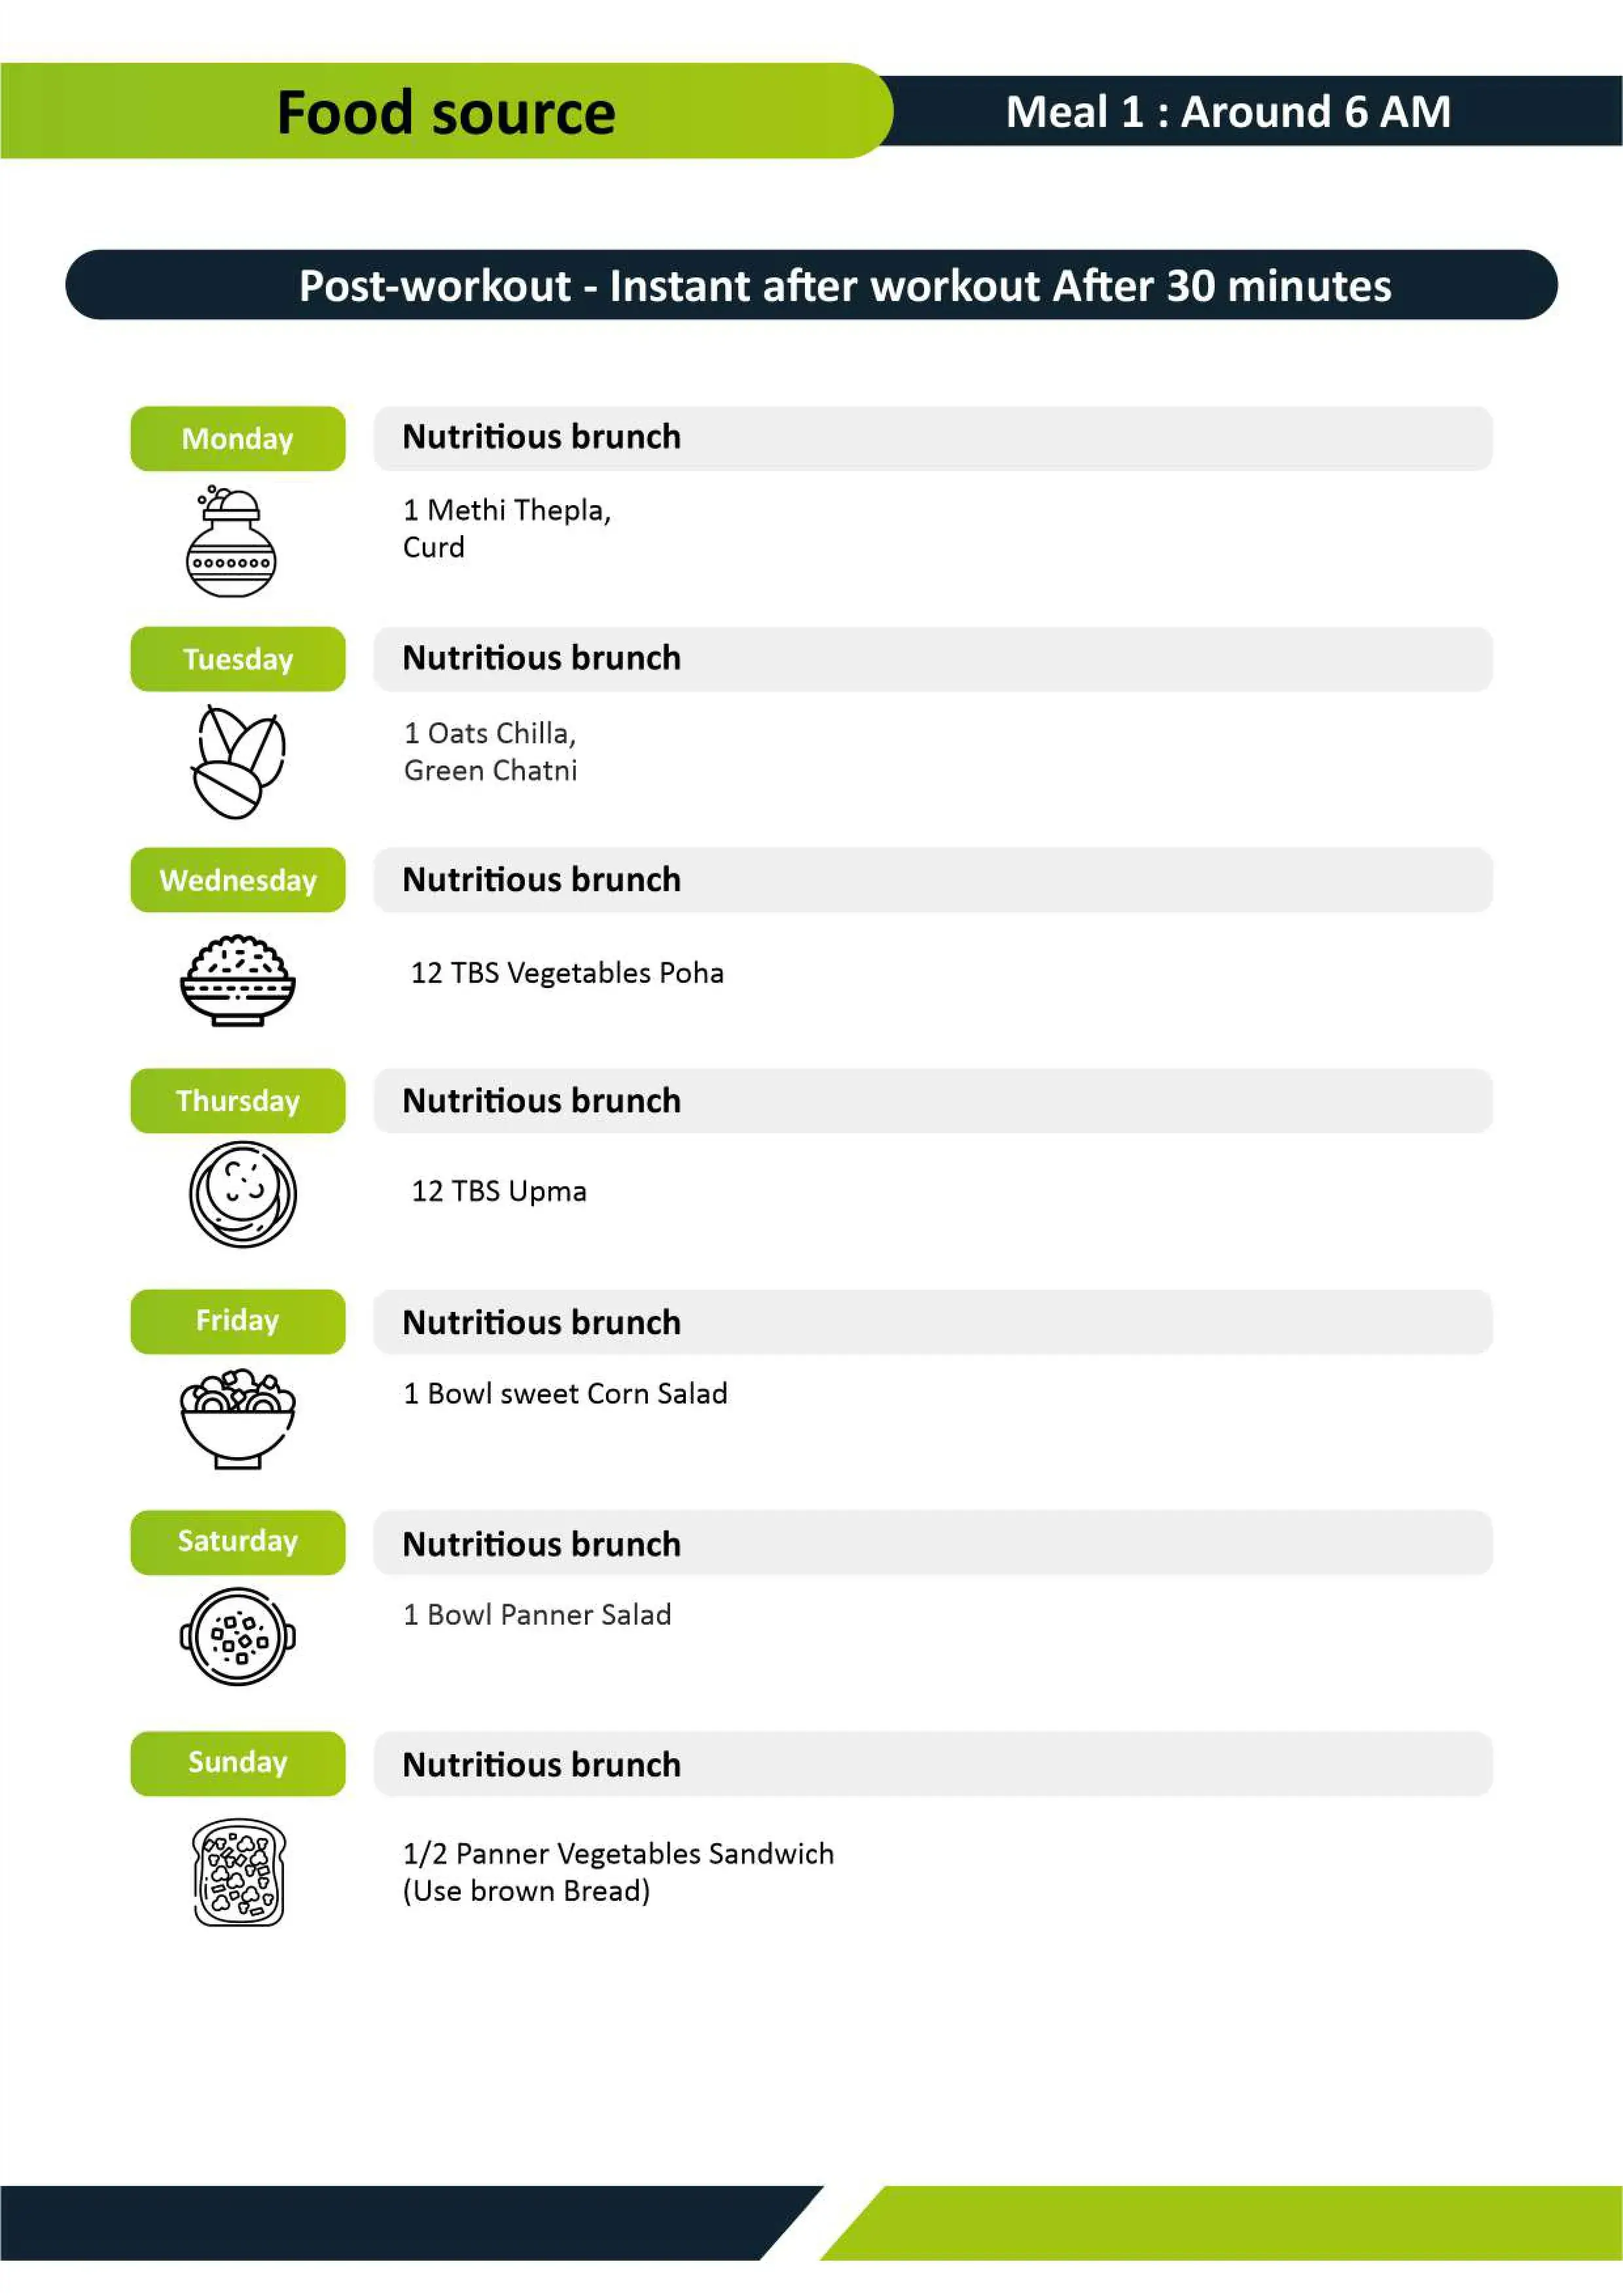 Food source
Meal 1 : Around 6 AM
Post-workout - Instant after workout After 30 minutes
Monday
Nutritious brunch
1 Methi Thepla,
Curd
Tuesday
Nutritious brunch
1 Oats Chilla,
Green Chatni
Wednesday
Nutritious brunch
12 TBS Vegetables Poha
Thursday
Nutritious brunch
12 TBS Upma
Friday
Nutritious brunch
1 Bowl sweet Corn Salad
Saturday
Nutritious brunch
1 Bowl Panner Salad
Sunday
Nutritious brunch
1/2 Panner Vegetables Sandwich
(Use brown Bread)